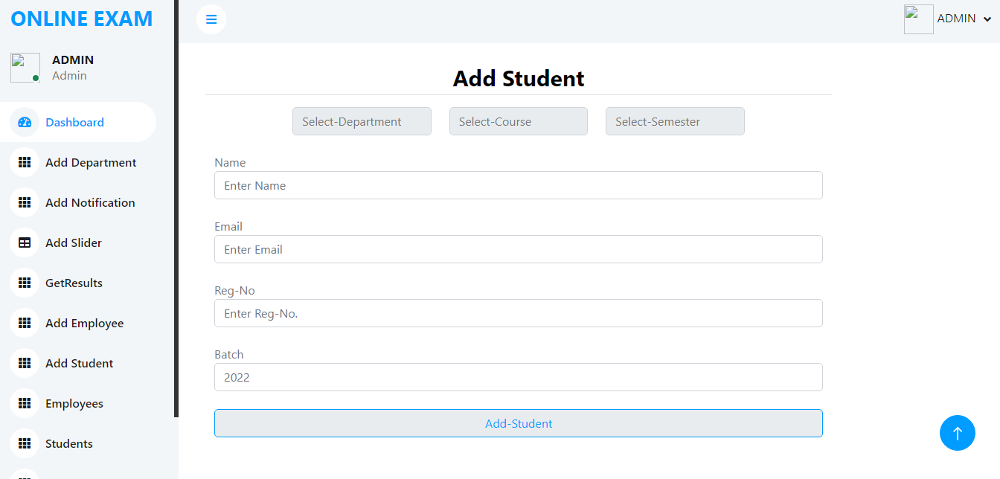 ONLINE EXAM
ADMIN
Admin
Dashboard
Add Department
Add Notification
Add Slider
GetResults
Add Employee
Add Student
Employees
Students
ADMIN
Add Student
Select-Department Select-Course Select-Semester
Name
Enter Name
Email
Enter Email
Reg-No
Enter Reg-No.
Batch
2022
Add-Student